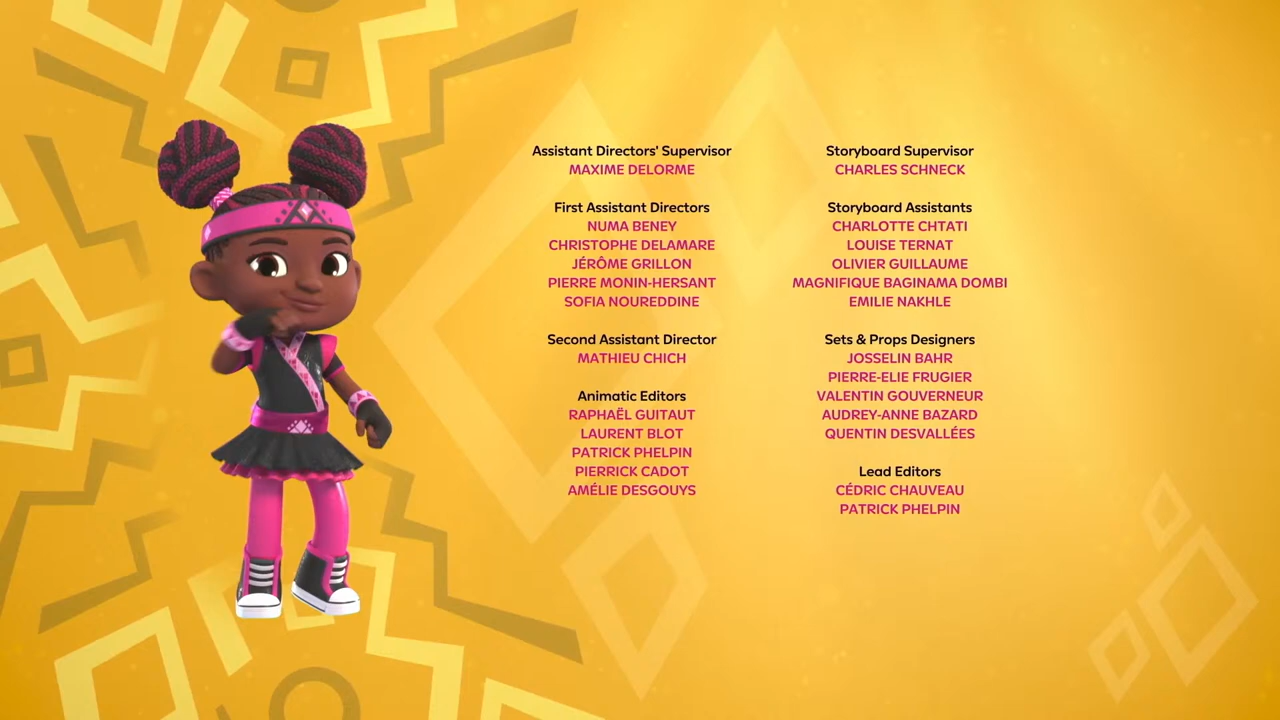 Assistant Directors' Supervisor
MAXIME DELORME
First Assistant Directors
NUMA BENEY
CHRISTOPHE DELAMARE
JÉRÔME GRILLON
PIERRE MONIN-HERSANT
SOFIA NOUREDDINE
Second Assistant Director
MATHIEU CHICH
Animatic Editors
RAPHAËL GUITAUT
LAURENT BLOT
PATRICK PHELPIN
PIERRICK CADOT
AMÉLIE DESGOUYS
Storyboard Supervisor
CHARLES SCHNECK
Storyboard Assistants
CHARLOTTE CHTATI
LOUISE TERNAT
OLIVIER GUILLAUME
MAGNIFIQUE BAGINAMA DOMBI
EMILIE NAKHLE
Sets & Props Designers
JOSSELIN BAHR
PIERRE-ELIE FRUGIER
VALENTIN GOUVERNEUR
AUDREY-ANNE BAZARD
QUENTIN DESVALLÉES
Lead Editors
CÉDRIC CHAUVEAU
PATRICK PHELPIN